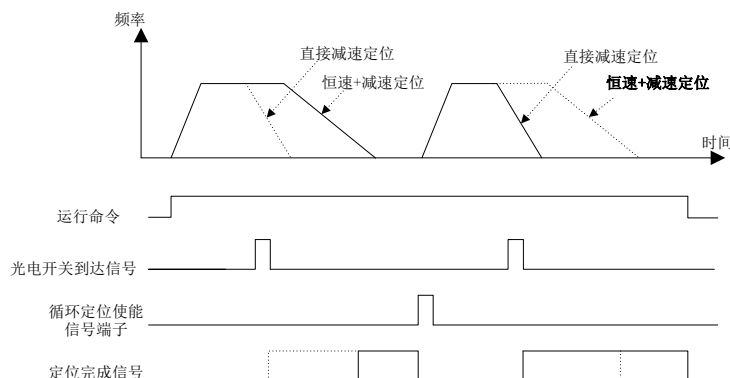 频率
直接减速定位
恒速+减速定位
直接减速定位
恒速+减速定位
时间
运行命令
光电开关到达信号
循环定位使能
信号端子
定位完成信号